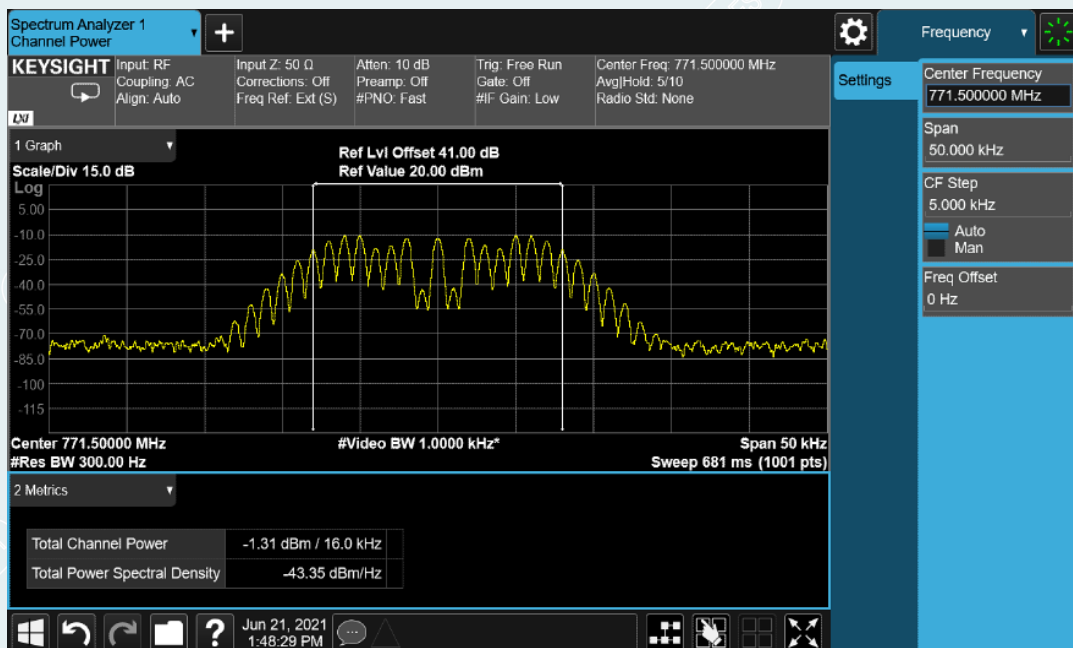 Spectrum Analyzer 1
Channel Power
Frequency
KEYSIGHT
LXI
Input: RF
Coupling: AC
Align: Auto
Input Z: 50 Ω
Corrections: Off
Freq Ref: Ext (S)
Atten: 10 dB
Preamp: Off
#PNO: Fast
Trig: Free Run
Gate: Off
#IF Gain: Low
Center Freq: 771.500000 MHz
Avg|Hold: 5/10
Radio Std: None
Settings
Center Frequency
771.500000 MHz
Span
50.000 kHz
CF Step
5.000 kHz
Auto
Man
Freq Offset
0 Hz
1 Graph
Scale/Div 15.0 dB
Ref Lvl Offset 41.00 dB
Ref Value 20.00 dBm
Log
5.00
-10.0
-25.0
-40.0
-55.0
-70.0
-85.0
-100
-115
Center 771.50000 MHz
#Video BW 1.0000 kHz*
Span 50 kHz
#Res BW 300.00 Hz
Sweep 681 ms (1001 pts)
2 Metrics
Total Channel Power -1.31 dBm / 16.0 kHz
Total Power Spectral Density -43.35 dBm/Hz
?
Jun 21, 2021
1:48:29 PM